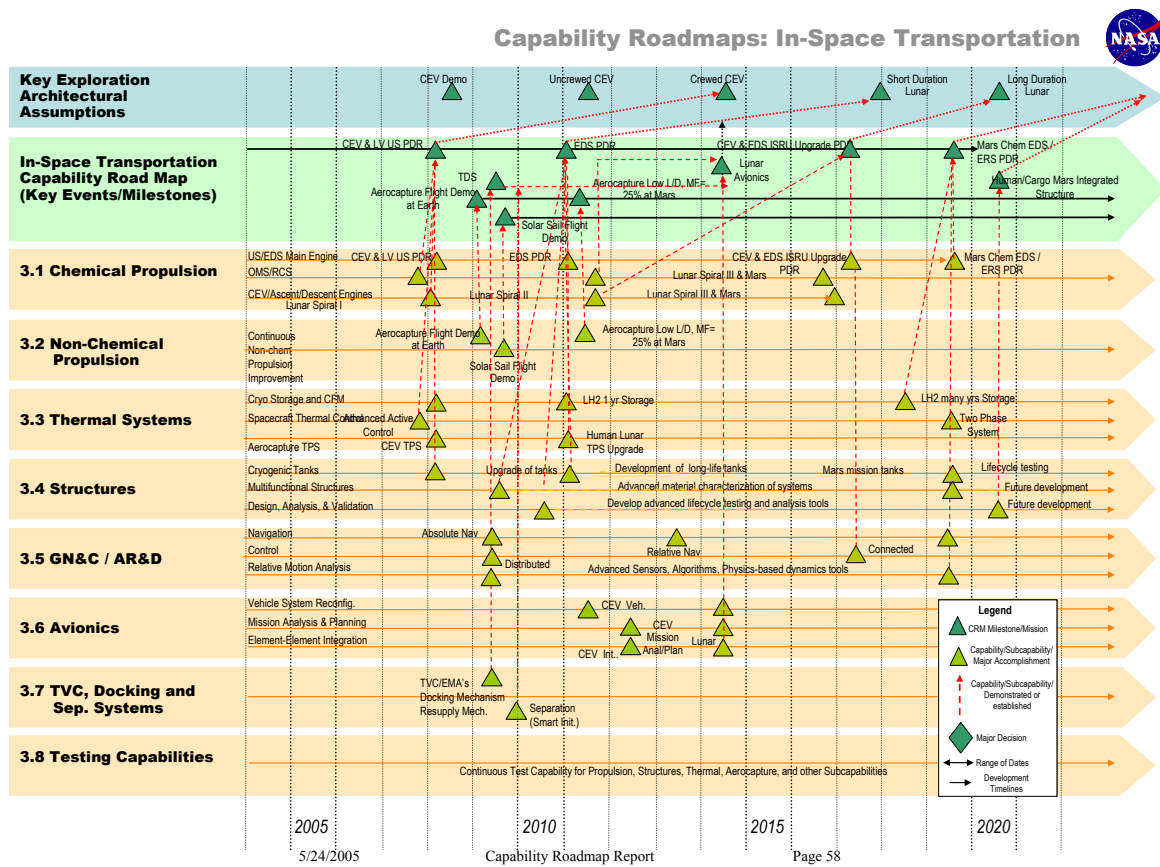 Capability Roadmaps: In-Space Transportation
NASA
Key Exploration
Architectural
Assumptions
CEV Demo
Uncrewed CEV
Crewed CEV
Short Duration
Lunar
Long Duration
Lunar
In-Space Transportation
Capability Road Map
(Key Events/Milestones)
CEV & LV US PDR
EDS PDR
CEV & EDS ISRU Upgrade PDR
Mars Chem EDS /
ERS PDR
TDS
Lunar
Avionics
Aerocapture Flight Demo
at Earth
Aerocapture Low L/D, MF=
25% at Mars
Human/Cargo Mars Integrated
Structure
Solar Sail Flight
Demo
3.1 Chemical Propulsion
US/EDS Main Engine
CEV & LV US PDR
EDS PDR
CEV & EDS ISRU Upgrade
PDR
Mars Chem EDS /
ERS PDR
OMS/RCS
Lunar Spiral III & Mars
CEV/Ascent/Descent Engines
Lunar Spiral I
Lunar Spiral II
Lunar Spiral III & Mars
3.2 Non-Chemical
Propulsion
Continuous
Non-chem
Propulsion
Improvement
Aerocapture Flight Demo
at Earth
Aerocapture Low L/D, MF=
25% at Mars
Solar Sail Flight
Demo
3.3 Thermal Systems
Cryo Storage and CFM
LH2 1 yr Storage
LH2 many yrs Storage
Spacecraft Thermal Control
Advanced Active
Control
Two Phase
System
Aerocapture TPS
CEV TPS
Human Lunar
TPS Upgrade
3.4 Structures
Cryogenic Tanks
Upgrade of tanks
Development of long-life tanks
Mars mission tanks
Lifecycle testing
Multifunctional Structures
Advanced material characterization of systems
Future development
Design, Analysis, & Validation
Develop advanced lifecycle testing and analysis tools
Future development
3.5 GN&C / AR&D
Navigation
Absolute Nav
Relative Nav
Control
Connected
Relative Motion Analysis
Distributed
Advanced Sensors, Algorithms, Physics-based dynamics tools
3.6 Avionics
Vehicle System Reconfig.
CEV Veh.
Mission Analysis & Planning
CEV
Mission
Anal/Plan
Element-Element Integration
CEV Init..
Lunar
3.7 TVC, Docking and
Sep. Systems
TVC/EMA's
Docking Mechanism
Resupply Mech.
Separation
(Smart Init.)
3.8 Testing Capabilities
Continuous Test Capability for Propulsion, Structures, Thermal, Aerocapture, and other Subcapabilities
Legend
CRM Milestone/Mission
Capability/Subcapability/
Major Accomplishment
Capability/Subcapability/
Demonstrated or
established
Major Decision
Range of Dates
Development
Timelines
2005
2010
2015
2020
5/24/2005
Capability Roadmap Report
Page 58